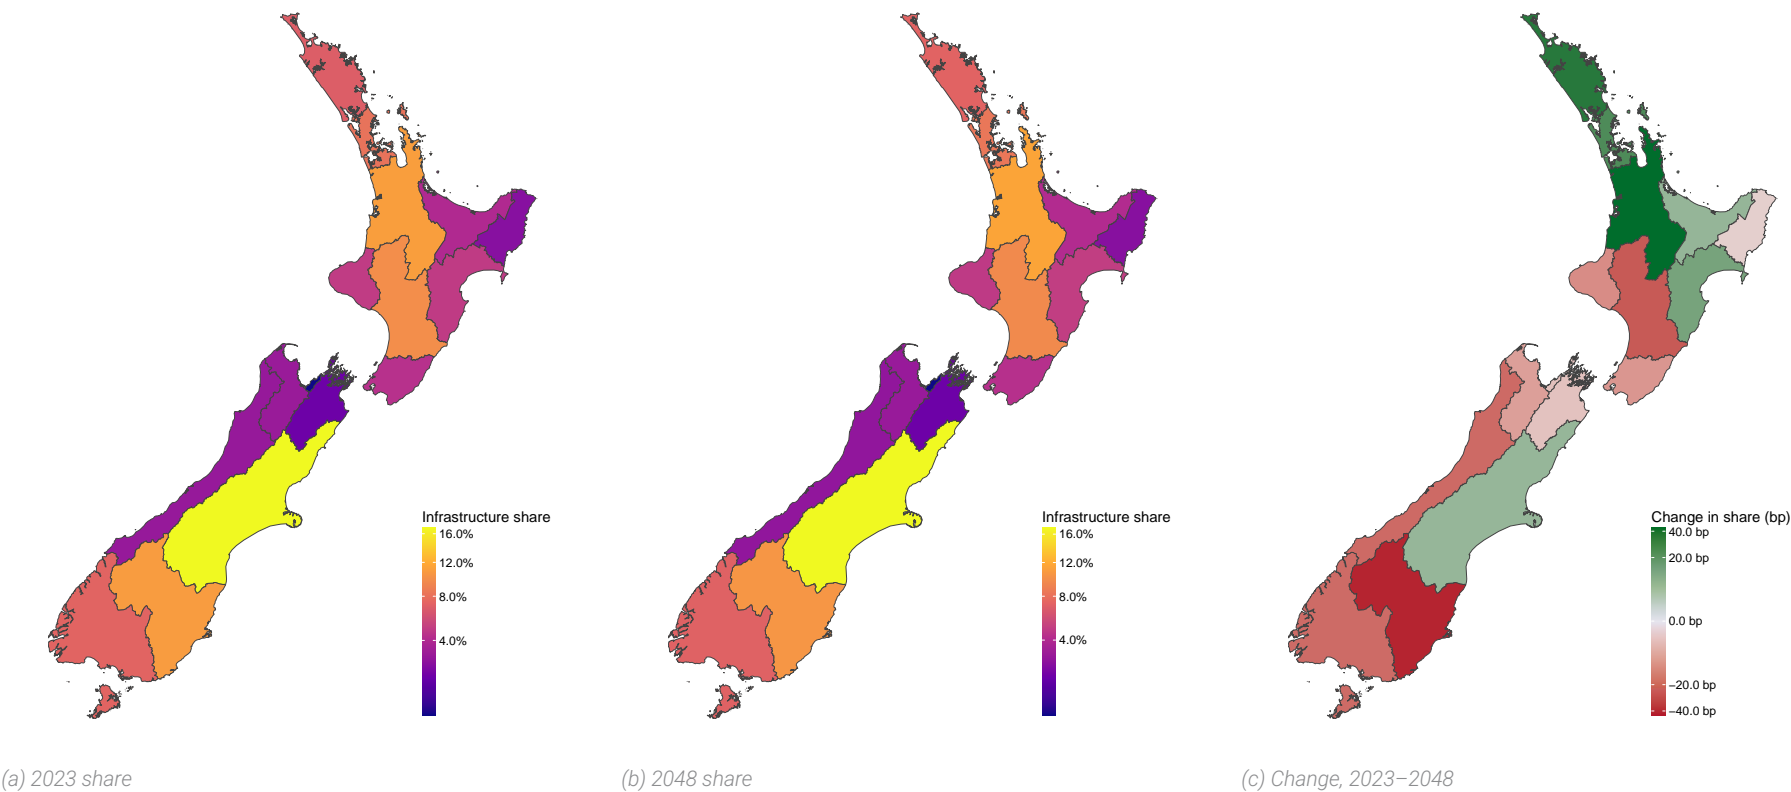 Infrastructure share
16.0%
12.0%
8.0%
4.0%
Infrastructure share
16.0%
12.0%
8.0%
4.0%
Change in share (bp)
40.0 bp
20.0 bp
0.0 bp
−20.0 bp
−40.0 bp
(a) 2023 share
(b) 2048 share
(c) Change, 2023–2048